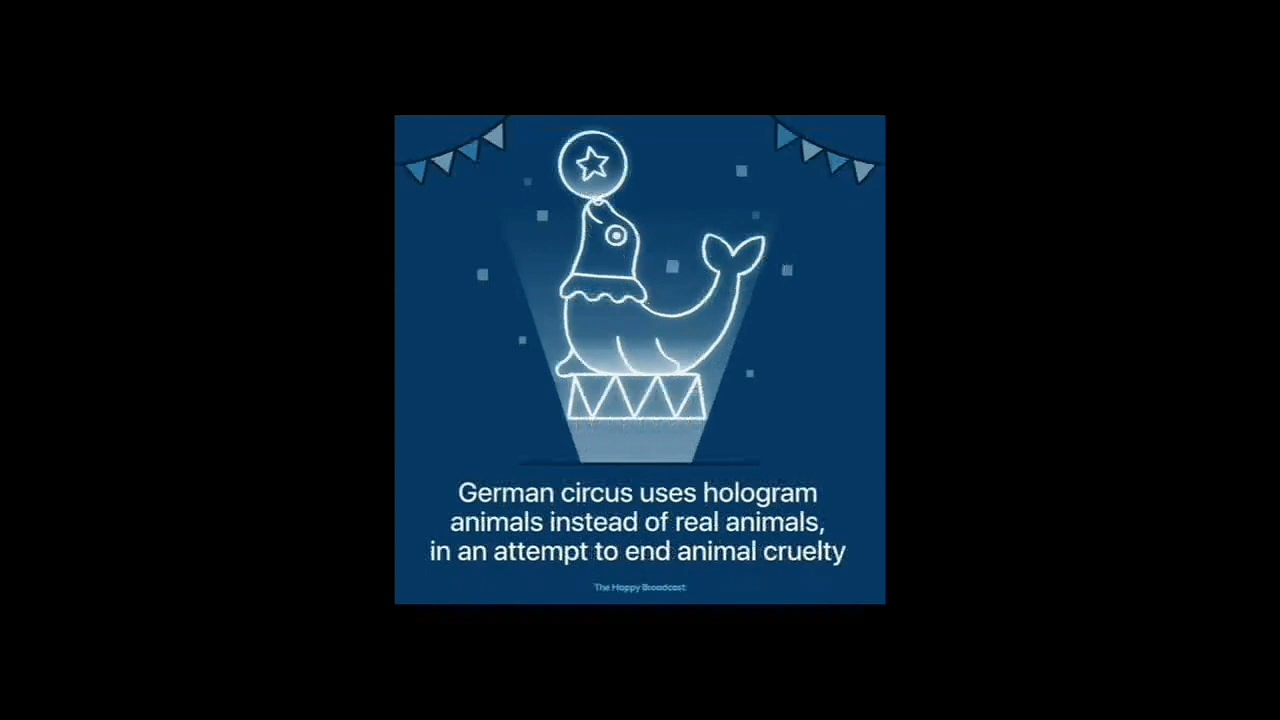 German circus uses hologram
animals instead of real animals,
in an attempt to end animal cruelty
The Happy Broadcast